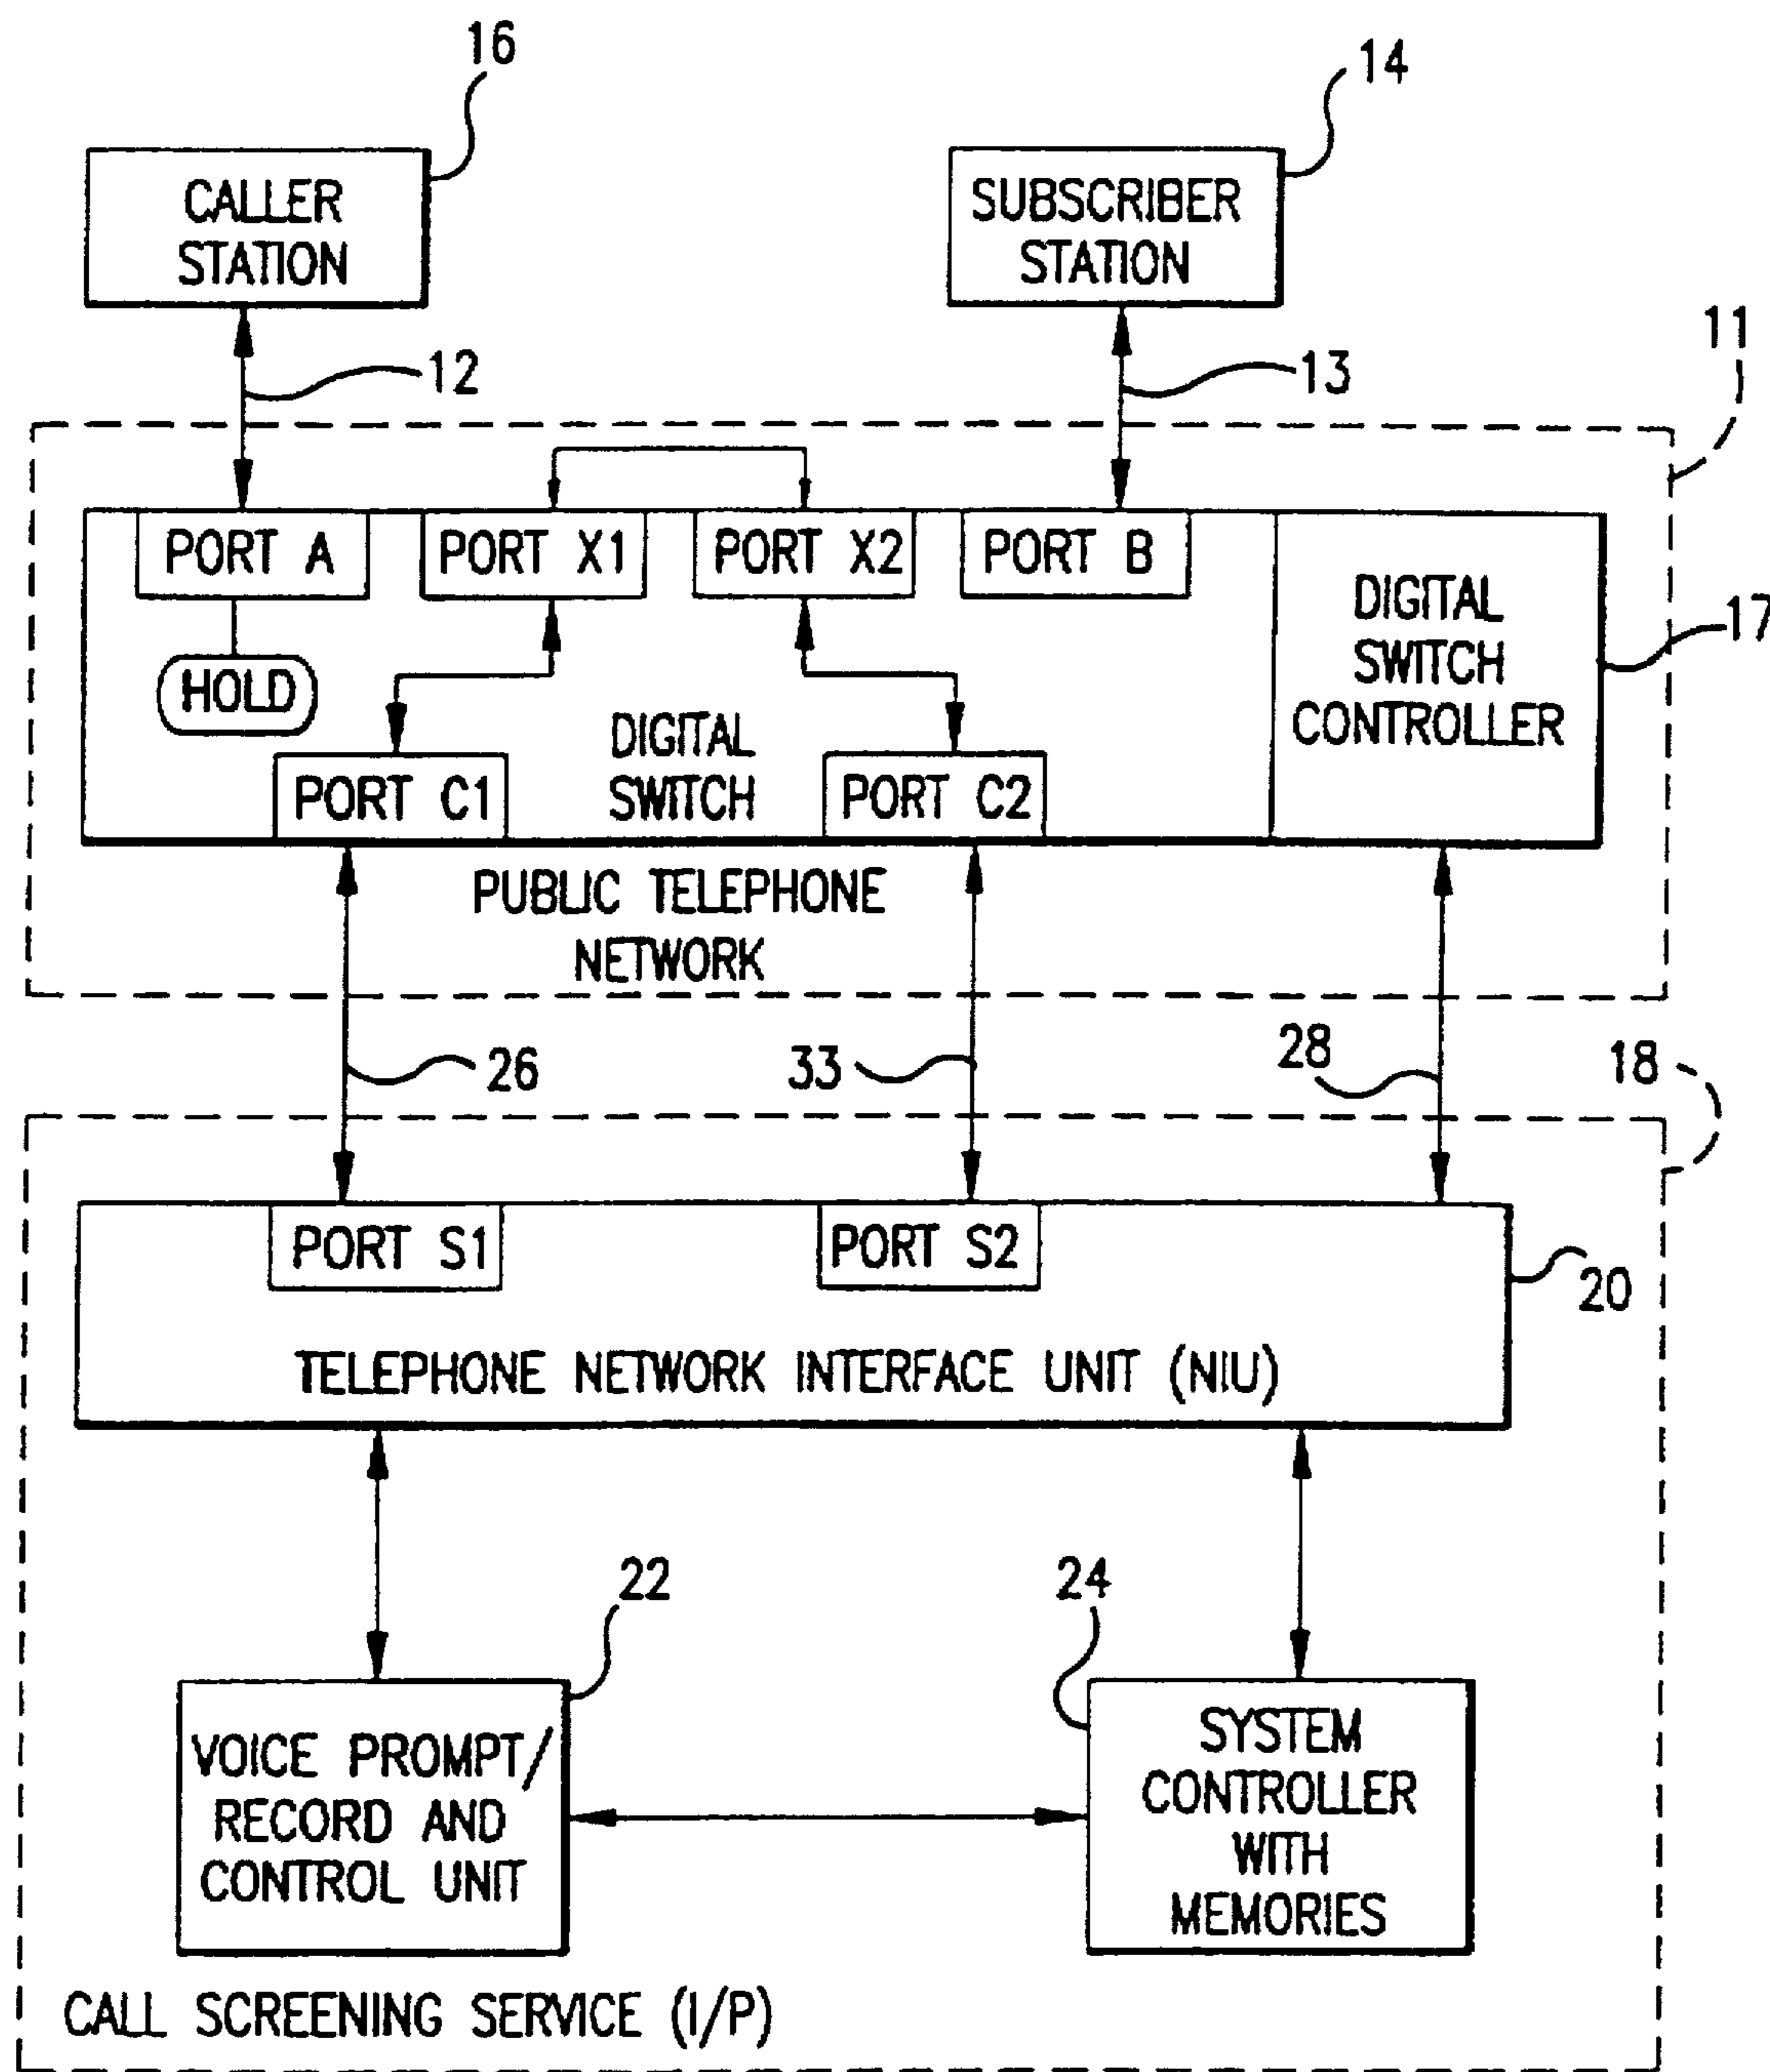 16
14
CALLER
STATION
SUBSCRIBER
STATION
11
12
13
PORT A
PORT X1
PORT X2
PORT B
DIGITAL
SWITCH
CONTROLLER
17
HOLD
DIGITAL
SWITCH
PORT C1
PORT C2
PUBLIC TELEPHONE
NETWORK
26
33
28
18
PORT S1
PORT S2
20
TELEPHONE NETWORK INTERFACE UNIT (NIU)
22
24
VOICE PROMPT/
RECORD AND
CONTROL UNIT
SYSTEM
CONTROLLER
WITH
MEMORIES
CALL SCREENING SERVICE (I/P)